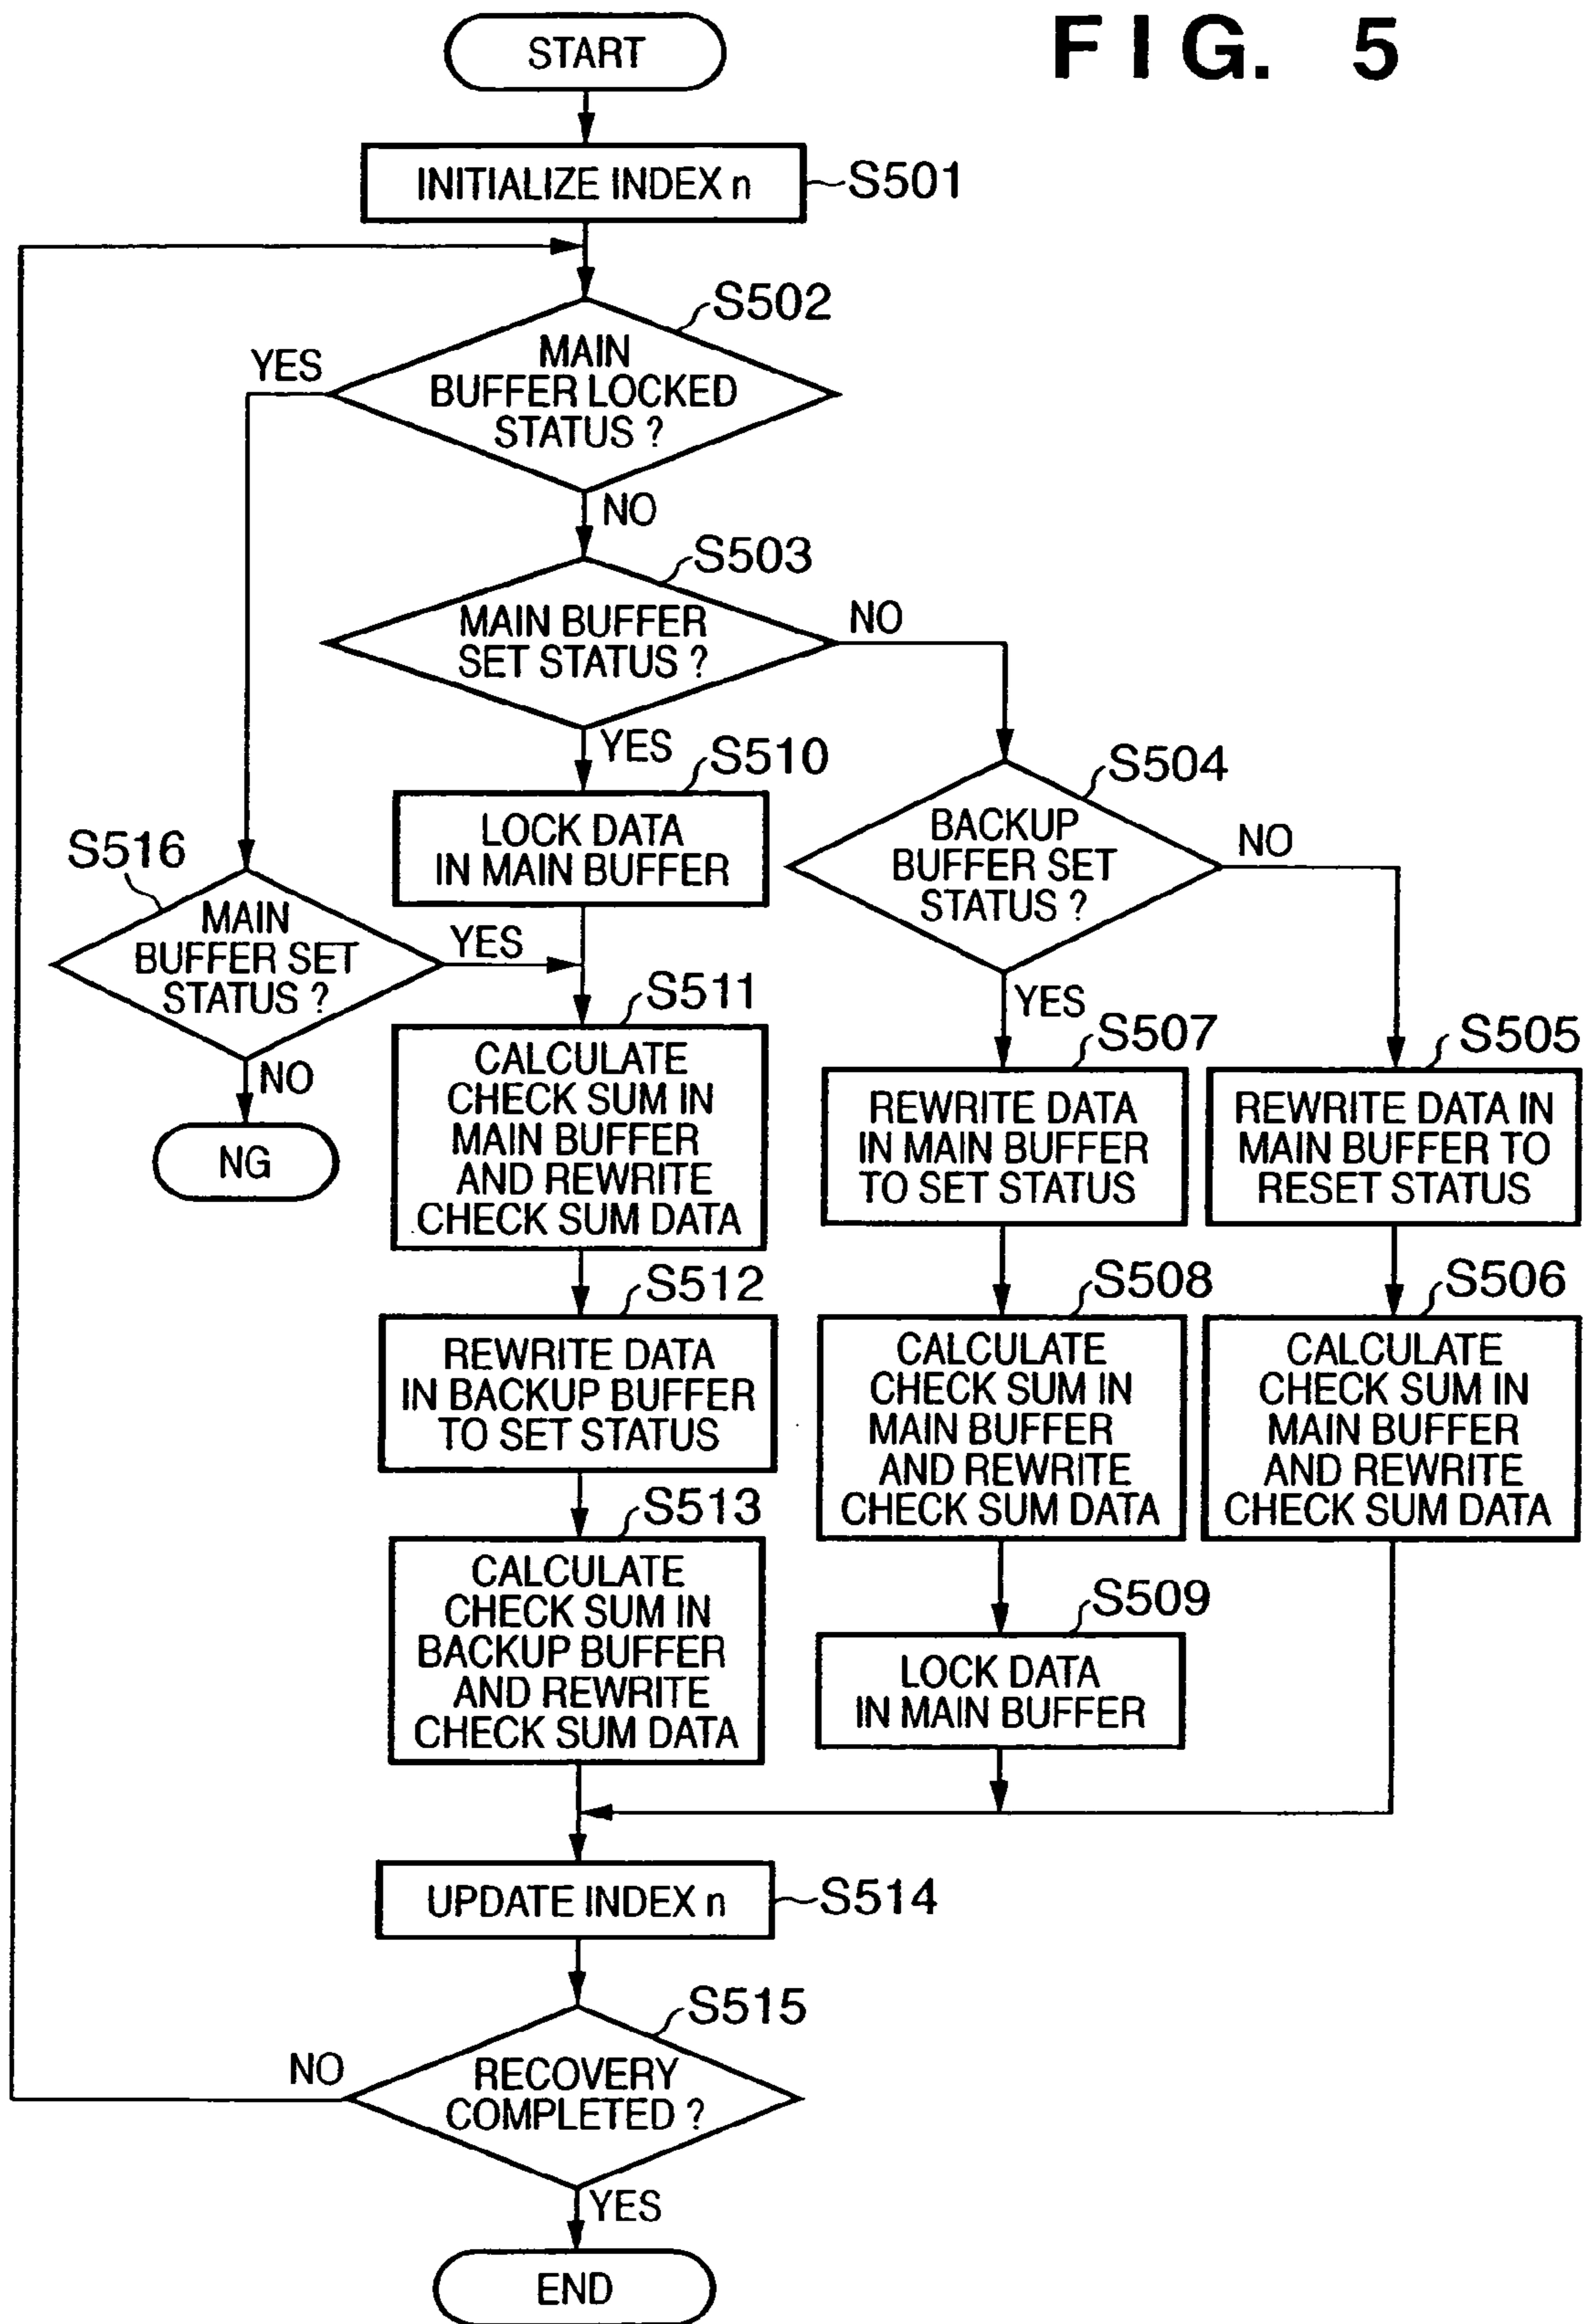 FIG. 5
START
INITIALIZE INDEX n
S501
S502
MAIN
BUFFER LOCKED
STATUS ?
YES
NO
S503
MAIN BUFFER
SET STATUS ?
NO
YES
S510
LOCK DATA
IN MAIN BUFFER
S504
BACKUP
BUFFER SET
STATUS ?
NO
YES
S516
MAIN
BUFFER SET
STATUS ?
YES
NO
NG
S511
CALCULATE
CHECK SUM IN
MAIN BUFFER
AND REWRITE
CHECK SUM DATA
S507
REWRITE DATA
IN MAIN BUFFER
TO SET STATUS
S505
REWRITE DATA IN
MAIN BUFFER TO
RESET STATUS
S512
REWRITE DATA
IN BACKUP BUFFER
TO SET STATUS
S508
CALCULATE
CHECK SUM IN
MAIN BUFFER
AND REWRITE
CHECK SUM DATA
S506
CALCULATE
CHECK SUM IN
MAIN BUFFER
AND REWRITE
CHECK SUM DATA
S513
CALCULATE
CHECK SUM IN
BACKUP BUFFER
AND REWRITE
CHECK SUM DATA
S509
LOCK DATA
IN MAIN BUFFER
UPDATE INDEX n
S514
S515
RECOVERY
COMPLETED ?
NO
YES
END